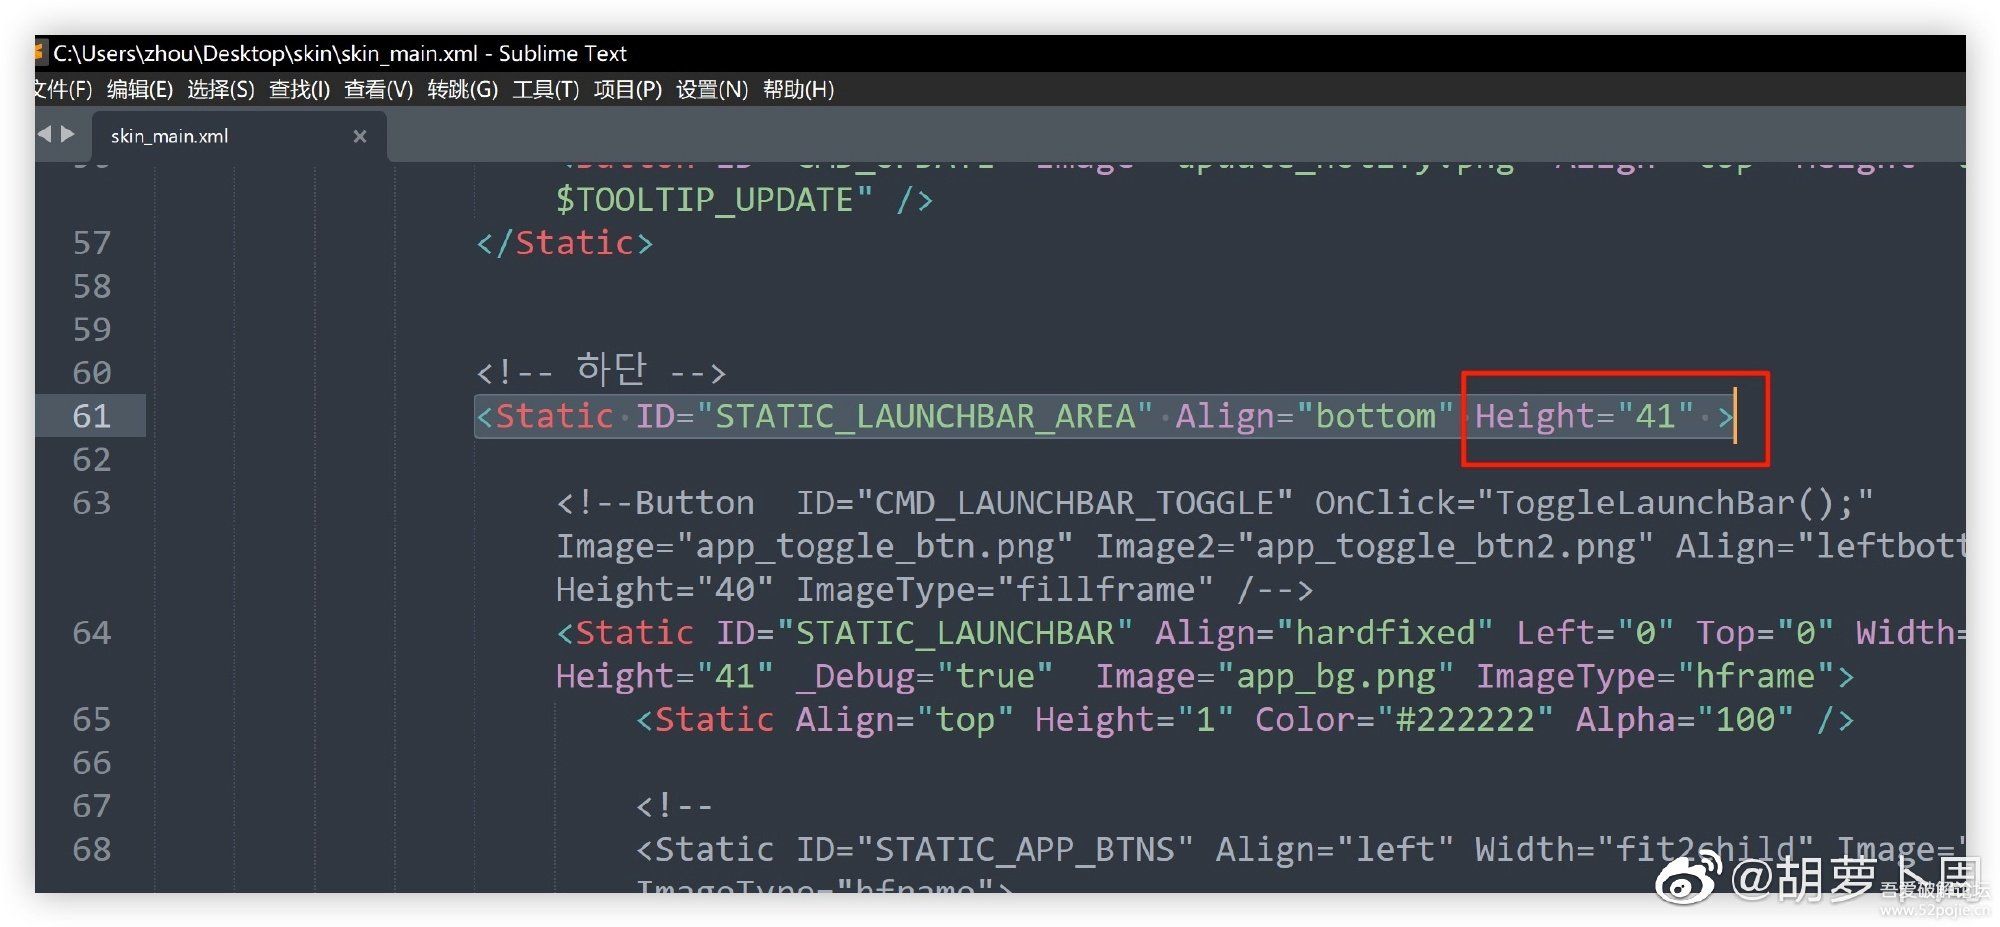 C:\Users\zhou\Desktop\skin\skin_main.xml - Sublime Text
文件(F) 编辑(E) 选择(S) 查找(I) 查看(V) 转跳(G) 工具(T) 项目(P) 设置(N) 帮助(H)
skin_main.xml ×
$TOOLTIP_UPDATE" />
57 </Static>
58
59
60 <!-- 하단 -->
61 <Static ID="STATIC_LAUNCHBAR_AREA" Align="bottom" Height="41" >
62
63 <!--Button  ID="CMD_LAUNCHBAR_TOGGLE" OnClick="ToggleLaunchBar();"
Image="app_toggle_btn.png" Image2="app_toggle_btn2.png" Align="leftbott
Height="40" ImageType="fillframe" /-->
64 <Static ID="STATIC_LAUNCHBAR" Align="hardfixed" Left="0" Top="0" Width=
Height="41" _Debug="true"  Image="app_bg.png" ImageType="hframe">
65 <Static Align="top" Height="1" Color="#222222" Alpha="100" />
66
67 <!--
68 <Static ID="STATIC_APP_BTNS" Align="left" Width="fit2child" Image="
ImageType="hframe">
@胡萝卜周
吾爱破解论坛
www.52pojie.cn